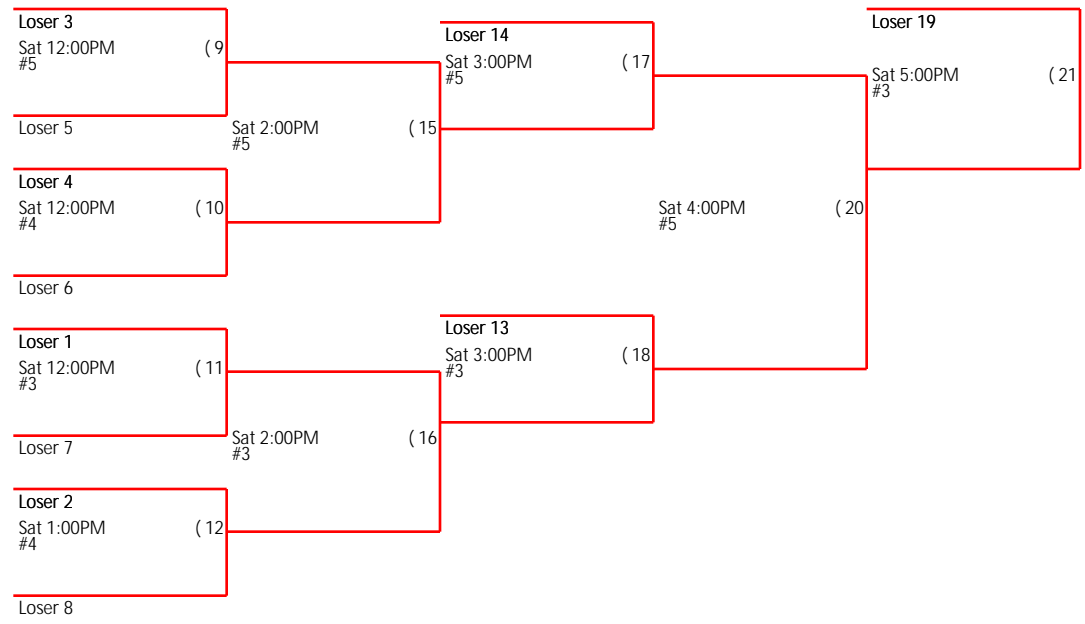 Loser 3
Sat 12:00PM ( 9
#5
Loser 5
Sat 2:00PM ( 15
#5
Loser 4
Sat 12:00PM ( 10
#4
Loser 6
Loser 1
Sat 12:00PM ( 11
#3
Loser 7
Sat 2:00PM ( 16
#3
Loser 2
Sat 1:00PM ( 12
#4
Loser 8
Loser 14
Sat 3:00PM ( 17
#5
Loser 13
Sat 3:00PM ( 18
#3
Sat 4:00PM ( 20
#5
Loser 19
Sat 5:00PM ( 21
#3